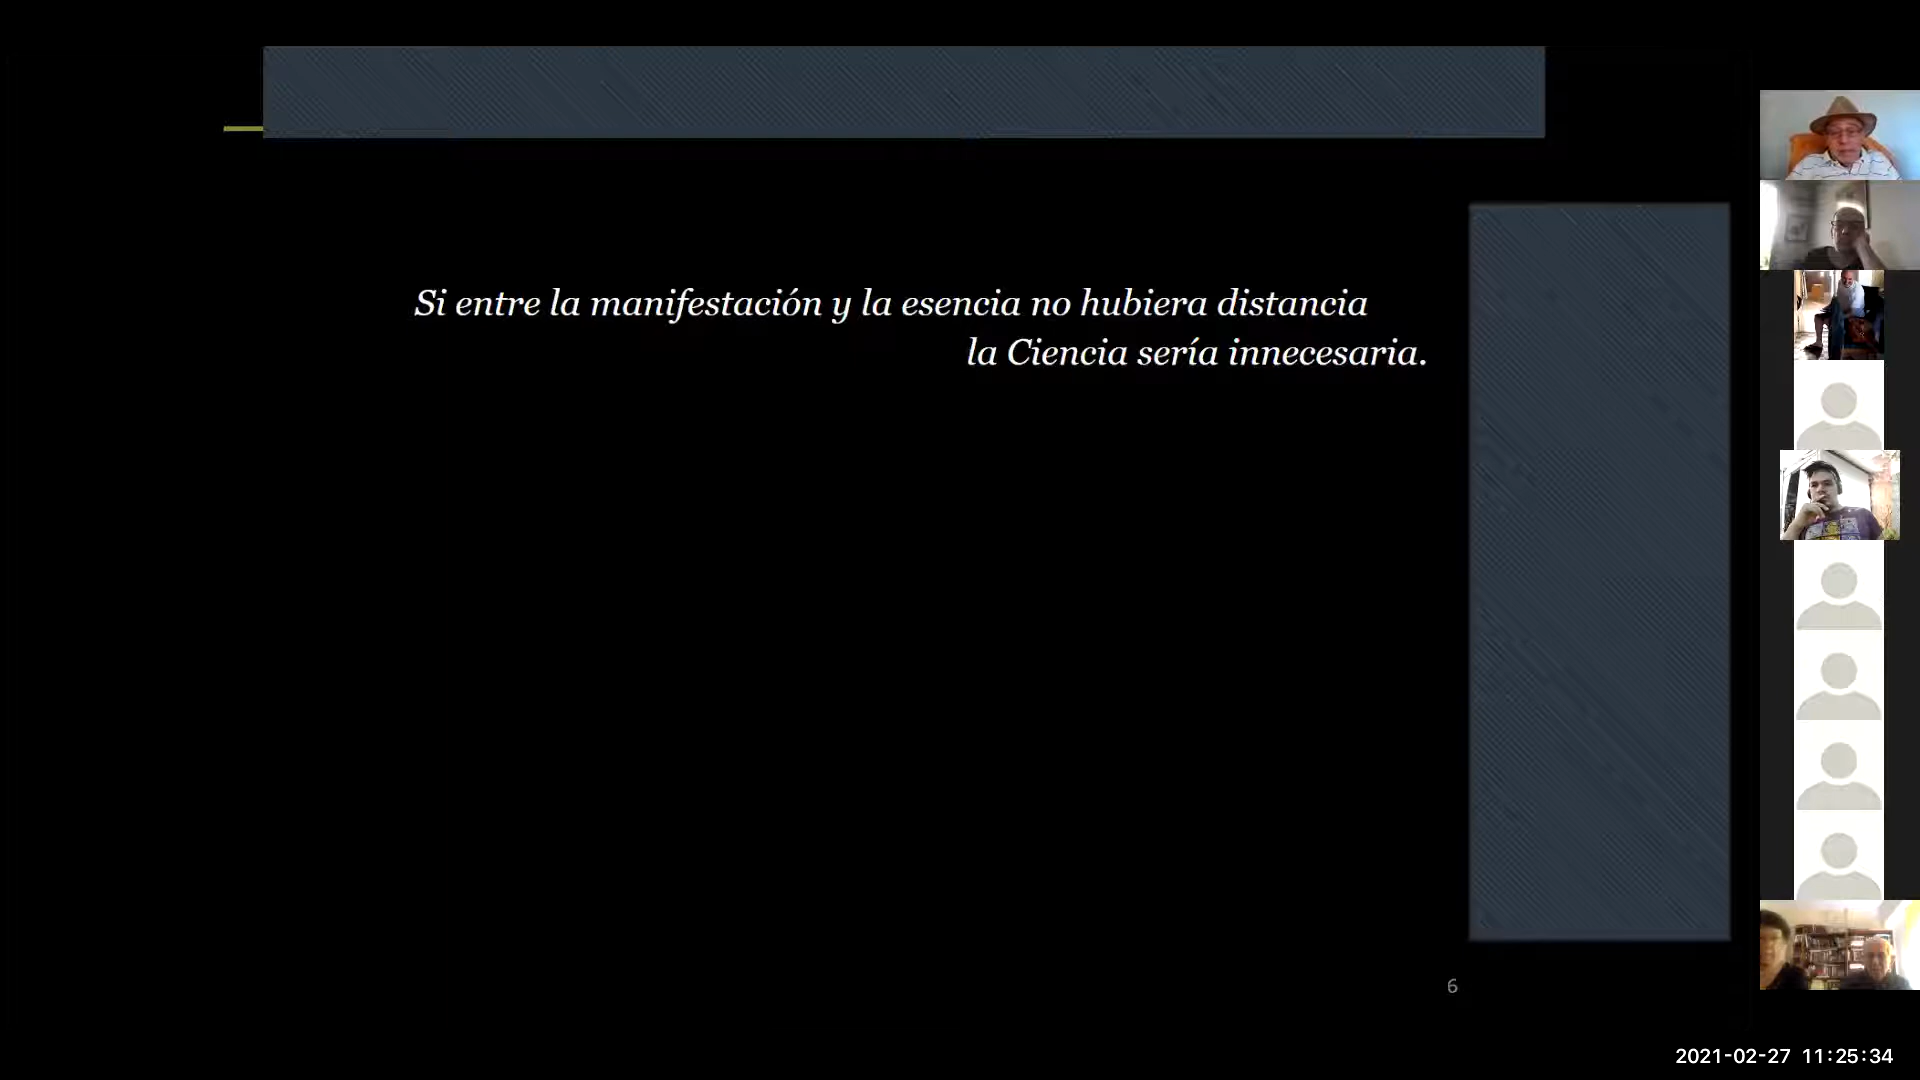 Si entre la manifestación y la esencia no hubiera distancia
la Ciencia sería innecesaria.
6
2021-02-27 11:25:34